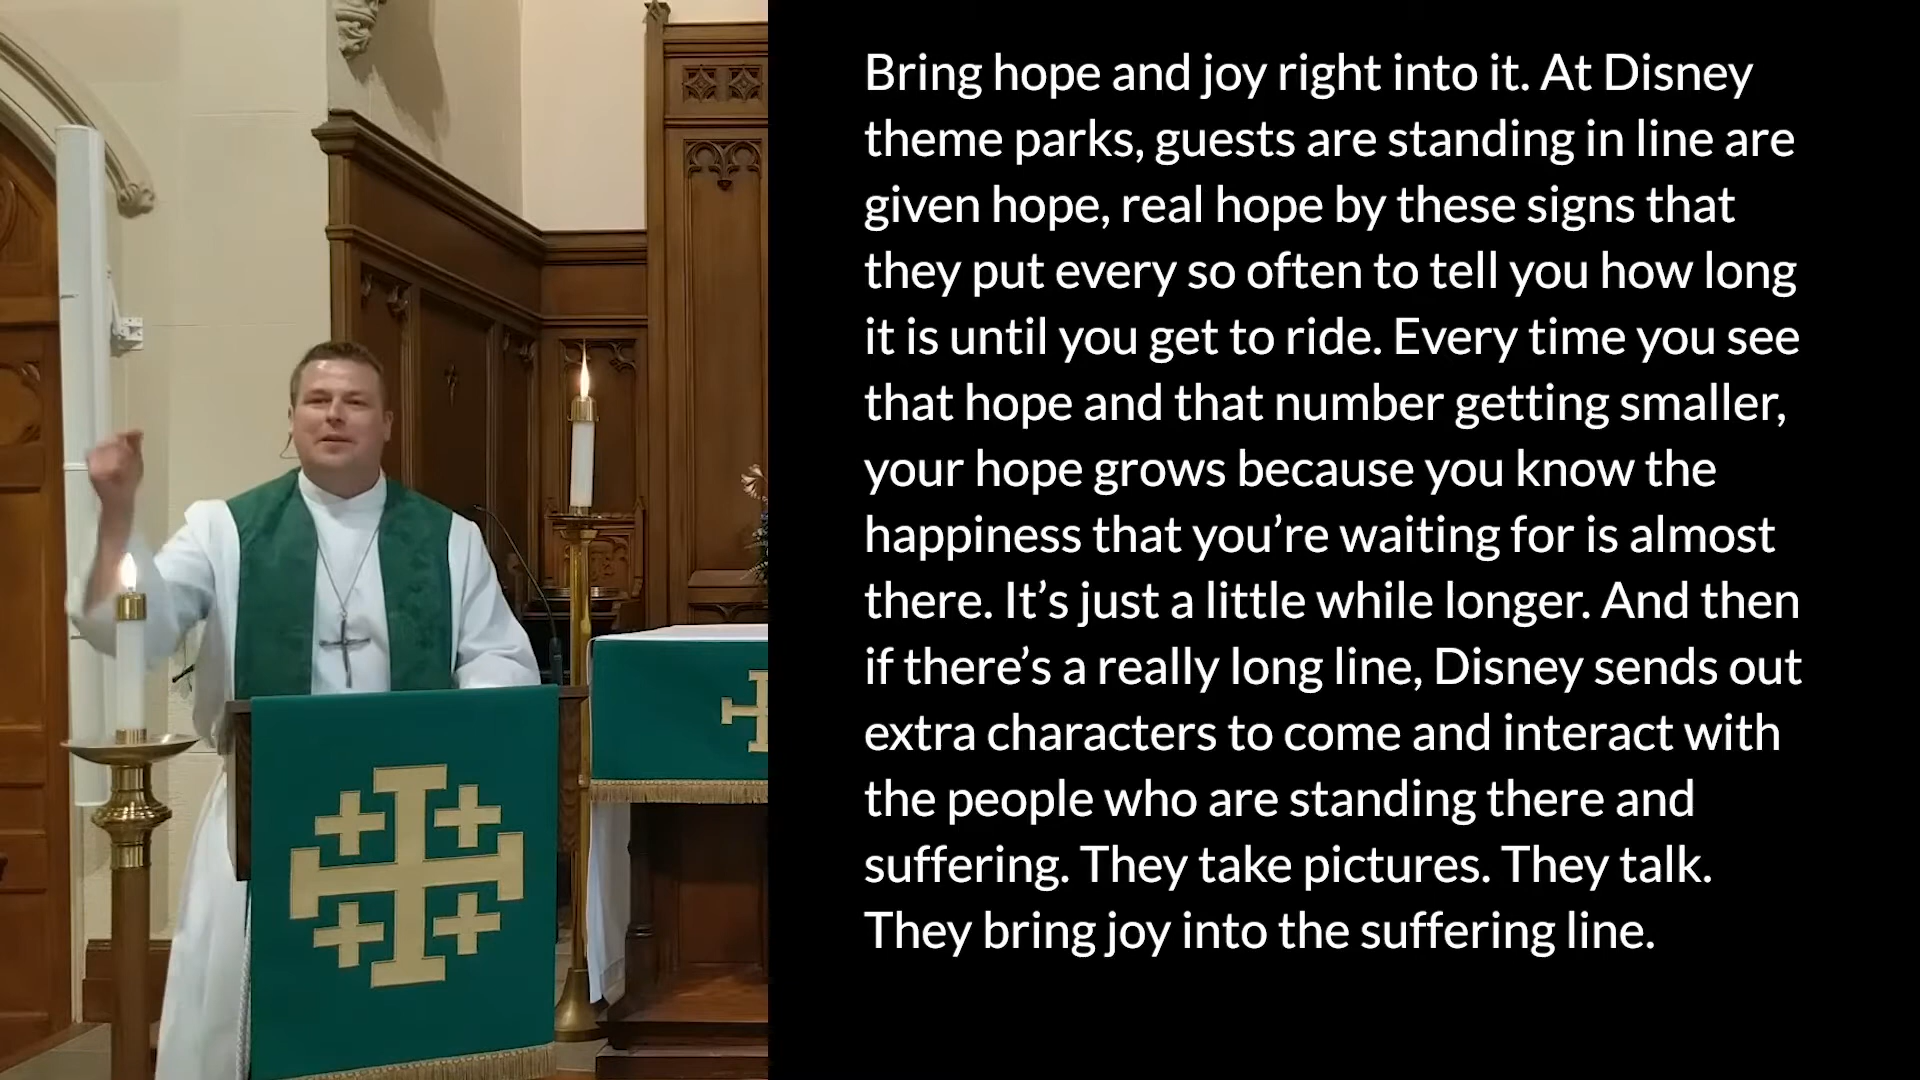 Bring hope and joy right into it. At Disney
theme parks, guests are standing in line are
given hope, real hope by these signs that
they put every so often to tell you how long
it is until you get to ride. Every time you see
that hope and that number getting smaller,
your hope grows because you know the
happiness that you’re waiting for is almost
there. It’s just a little while longer. And then
if there’s a really long line, Disney sends out
extra characters to come and interact with
the people who are standing there and
suffering. They take pictures. They talk.
They bring joy into the suffering line.